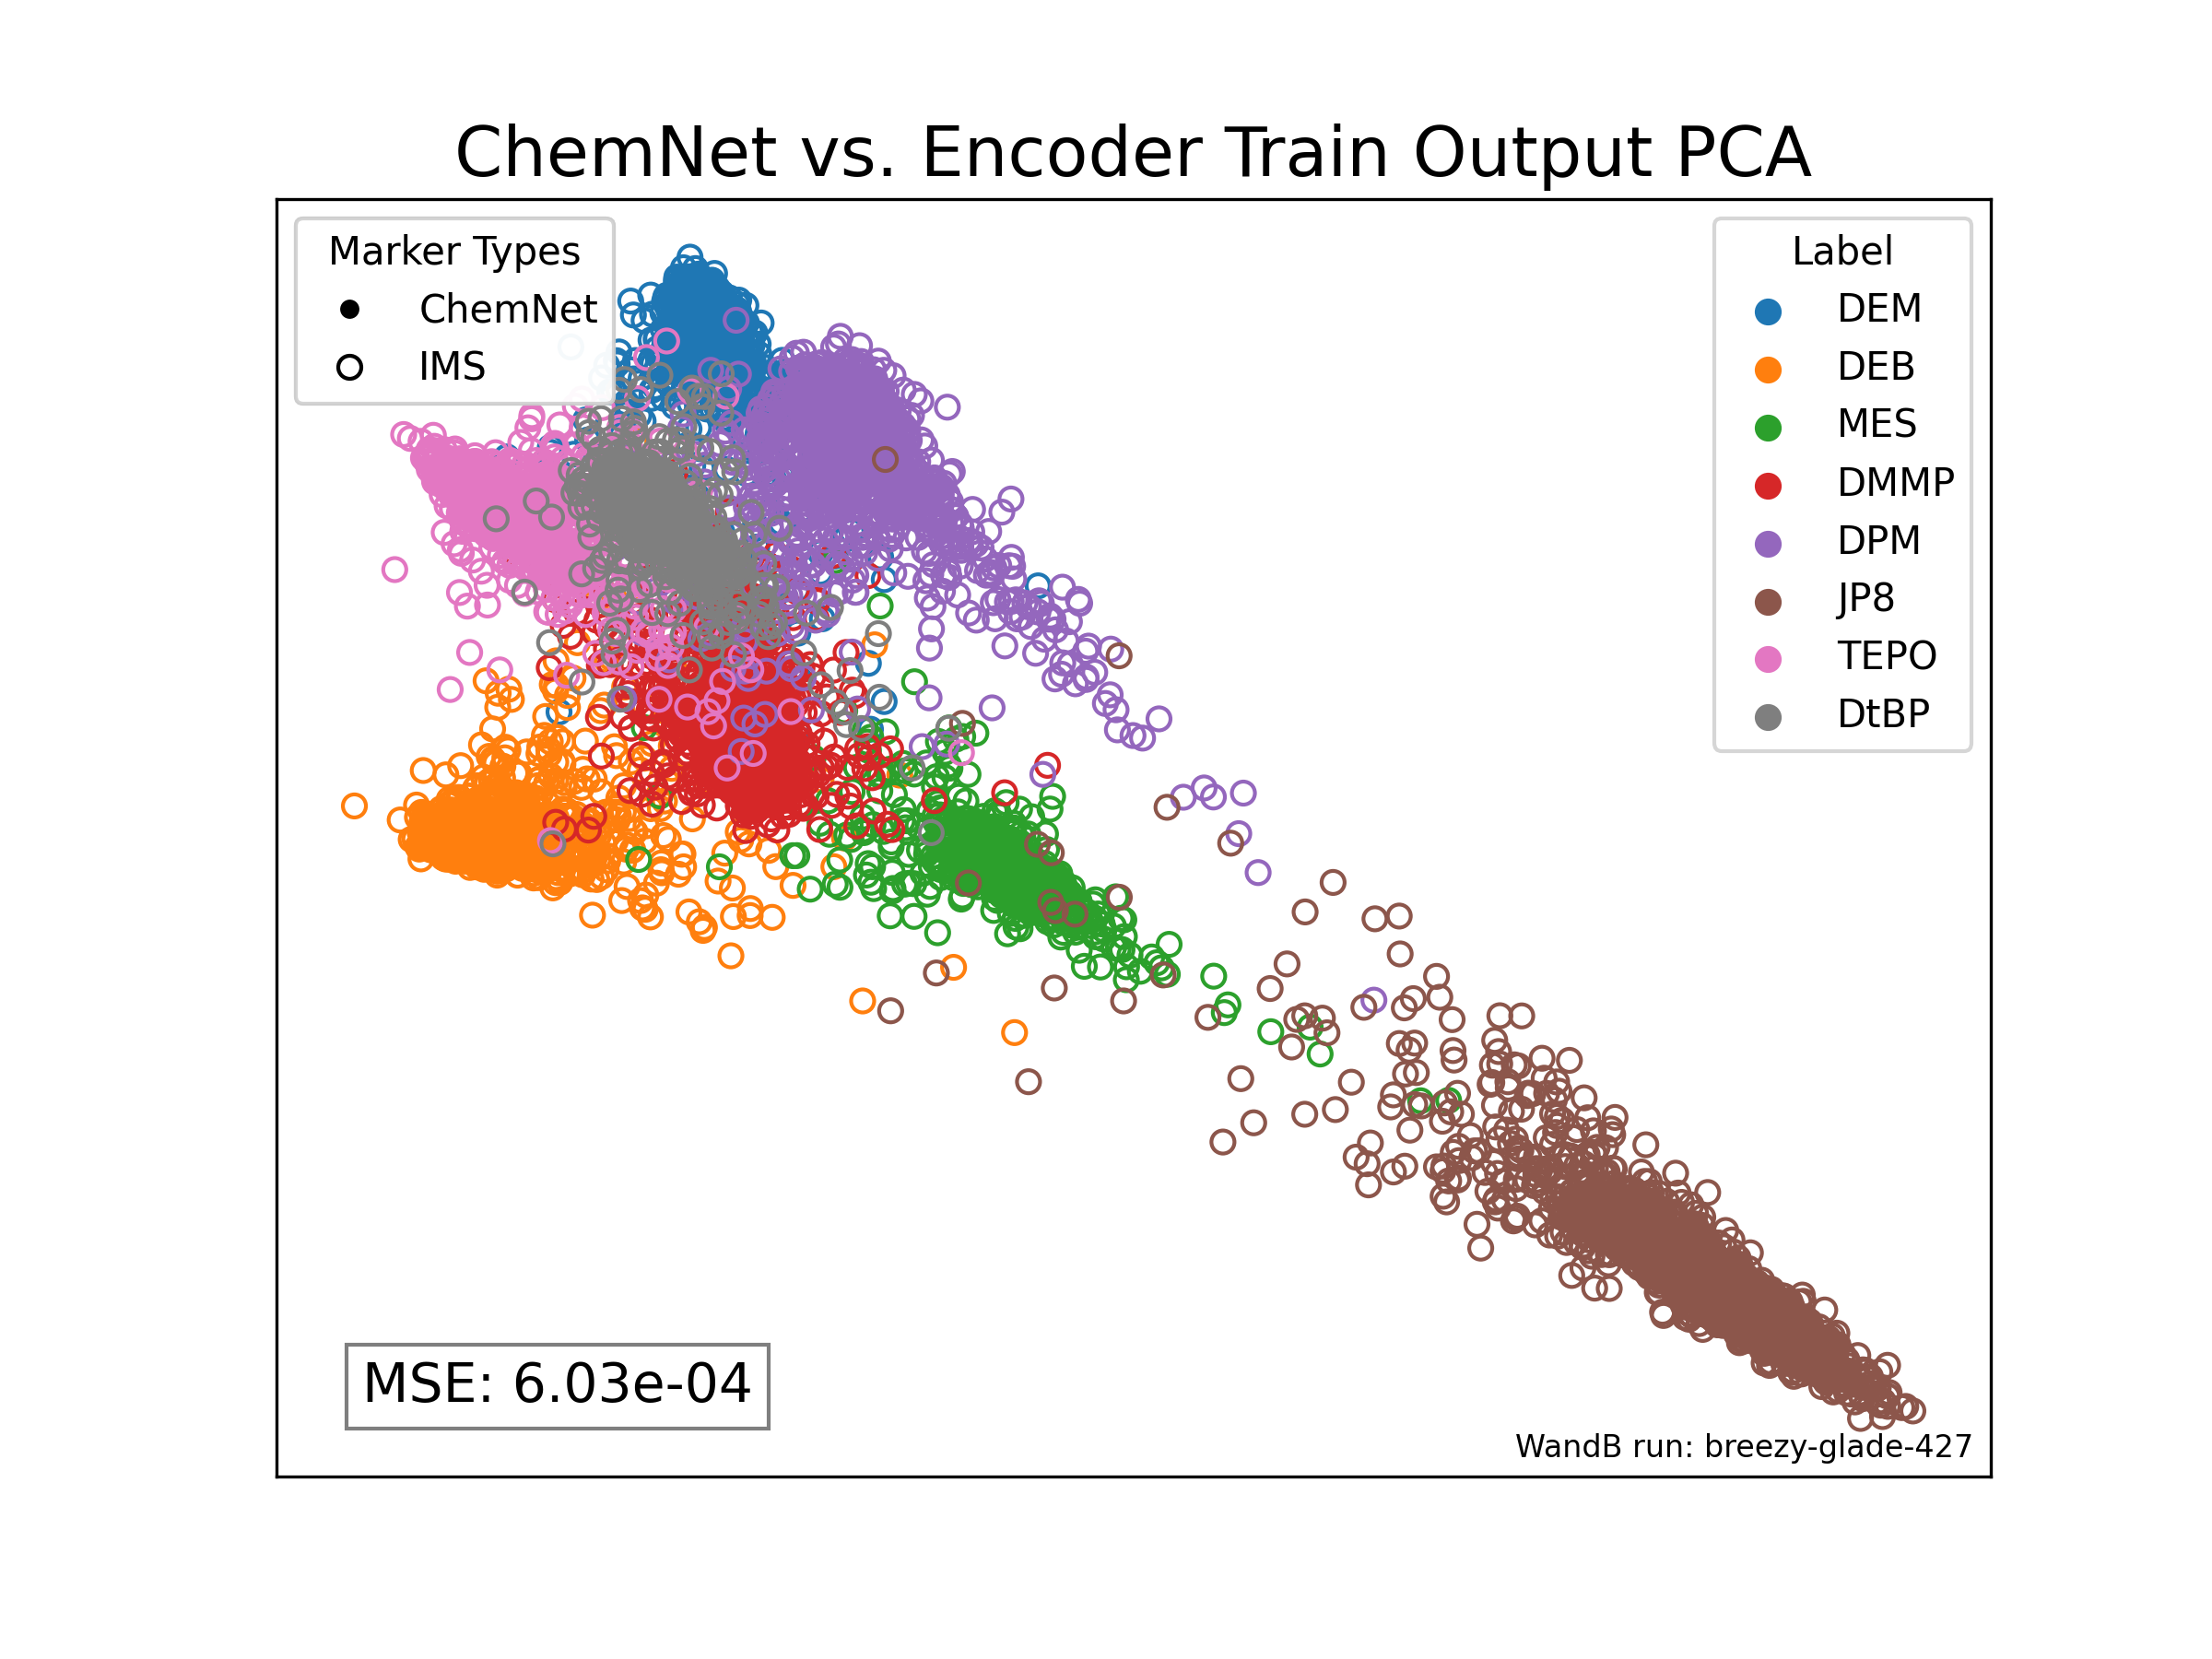 ChemNet vs. Encoder Train Output PCA
Marker Types
ChemNet
IMS
Label
DEM
DEB
MES
DMMP
DPM
JP8
TEPO
DtBP
MSE: 6.03e-04
WandB run: breezy-glade-427